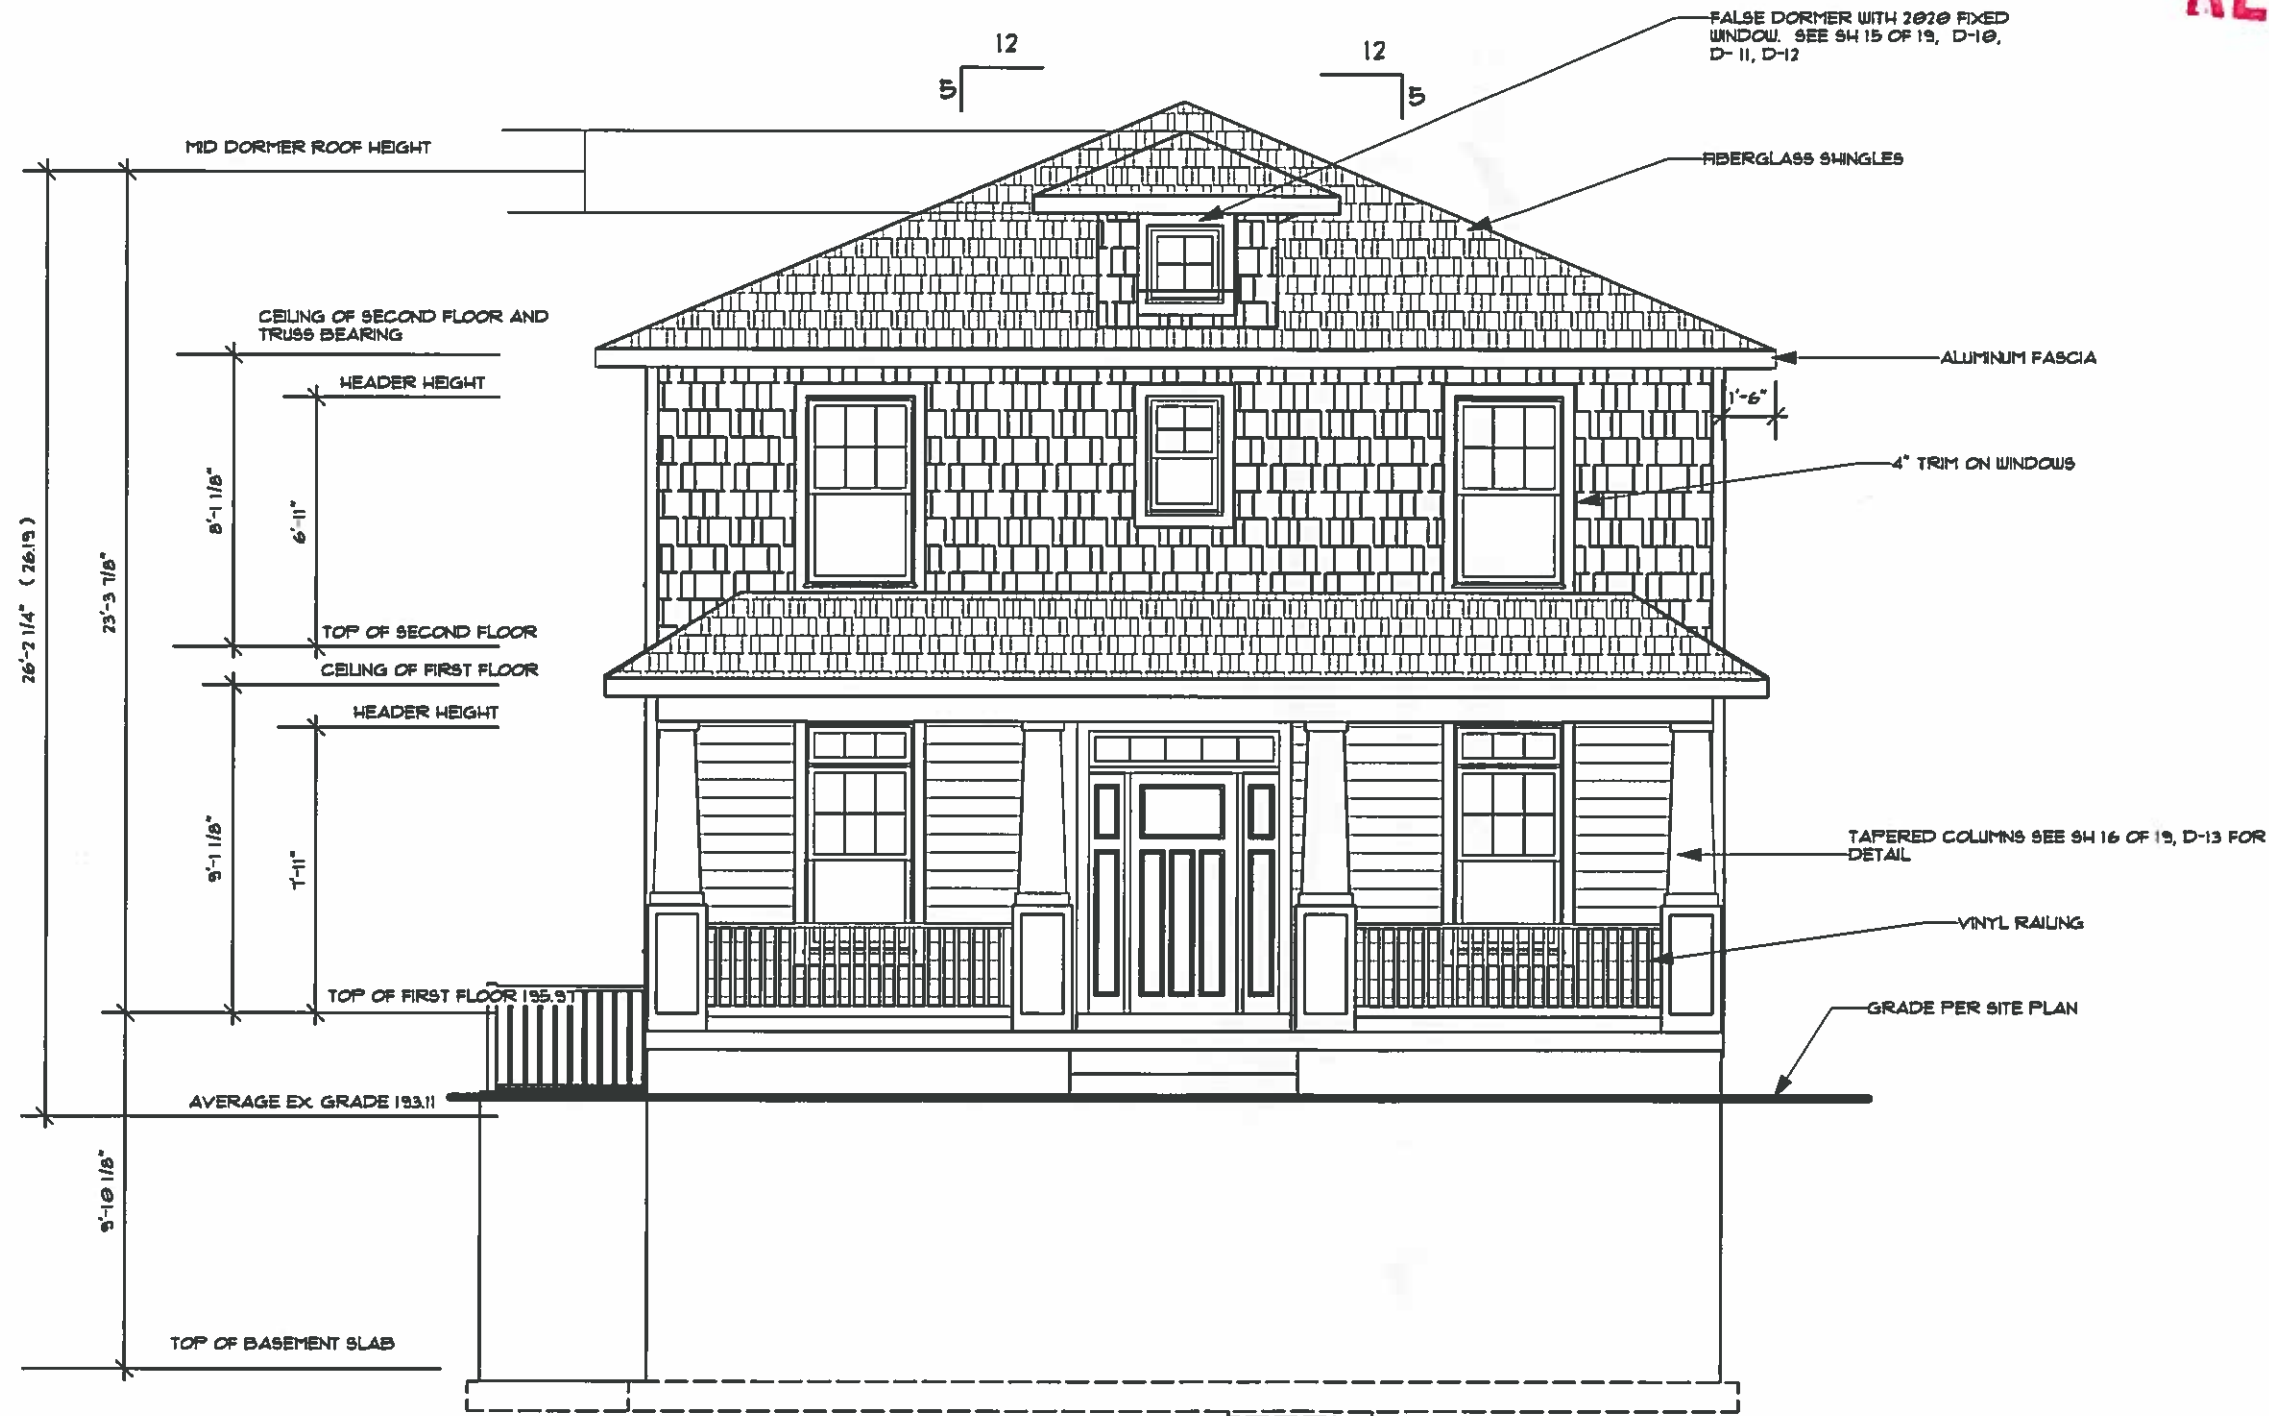 FALSE DORMER WITH 2020 FIXED
WINDOW. SEE SH 15 OF 19, D-10,
D-11, D-12
12
5
12
5
MID DORMER ROOF HEIGHT
FIBERGLASS SHINGLES
CEILING OF SECOND FLOOR AND
TRUSS BEARING
ALUMINUM FASCIA
HEADER HEIGHT
1'-6"
4" TRIM ON WINDOWS
8'-1 1/8"
6'-11"
26'-2 1/4" (26.19)
23'-3 7/8"
TOP OF SECOND FLOOR
CEILING OF FIRST FLOOR
HEADER HEIGHT
9'-1 1/8"
7'-11"
TAPERED COLUMNS SEE SH 16 OF 19, D-13 FOR
DETAIL
VINYL RAILING
TOP OF FIRST FLOOR 195.97
GRADE PER SITE PLAN
AVERAGE EX. GRADE 193.11
9'-10 1/8"
TOP OF BASEMENT SLAB